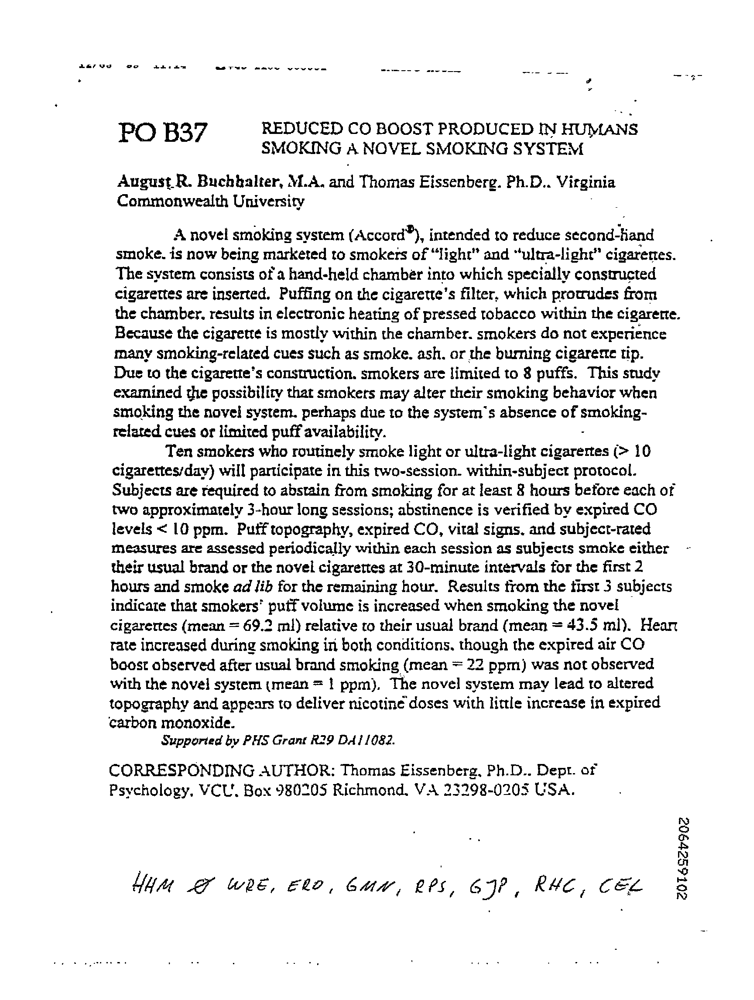 PO B37
REDUCED CO BOOST PRODUCED IN HUMANS
SMOKING A NOVEL SMOKING SYSTEM
August R. Buchhalter, M.A. and Thomas Eissenberg, Ph.D., Virginia
Commonwealth University
A novel smoking system (Accord®), intended to reduce second-hand
smoke, is now being marketed to smokers of "light" and "ultra-light" cigarettes.
The system consists of a hand-held chamber into which specially constructed
cigarettes are inserted. Puffing on the cigarette's filter, which protrudes from
the chamber, results in electronic heating of pressed tobacco within the cigarette.
Because the cigarette is mostly within the chamber, smokers do not experience
many smoking-related cues such as smoke, ash, or the burning cigarette tip.
Due to the cigarette's construction, smokers are limited to 8 puffs. This study
examined the possibility that smokers may alter their smoking behavior when
smoking the novel system, perhaps due to the system's absence of smoking-
related cues or limited puff availability.
Ten smokers who routinely smoke light or ultra-light cigarettes (> 10
cigarettes/day) will participate in this two-session, within-subject protocol.
Subjects are required to abstain from smoking for at least 8 hours before each of
two approximately 3-hour long sessions; abstinence is verified by expired CO
levels < 10 ppm. Puff topography, expired CO, vital signs, and subject-rated
measures are assessed periodically within each session as subjects smoke either
their usual brand or the novel cigarettes at 30-minute intervals for the first 2
hours and smoke ad lib for the remaining hour. Results from the first 3 subjects
indicate that smokers' puff volume is increased when smoking the novel
cigarettes (mean = 69.2 ml) relative to their usual brand (mean = 43.5 ml). Heart
rate increased during smoking in both conditions, though the expired air CO
boost observed after usual brand smoking (mean = 22 ppm) was not observed
with the novel system (mean = 1 ppm). The novel system may lead to altered
topography and appears to deliver nicotine doses with little increase in expired
carbon monoxide.
Supported by PHS Grant R29 DA11082.
CORRESPONDING AUTHOR: Thomas Eissenberg, Ph.D., Dept. of
Psychology, VCU, Box 980205 Richmond, VA 23298-0205 USA.
2064259102
HHM WRE, ERO, GMN, RPS, GJP, RHC, CEL